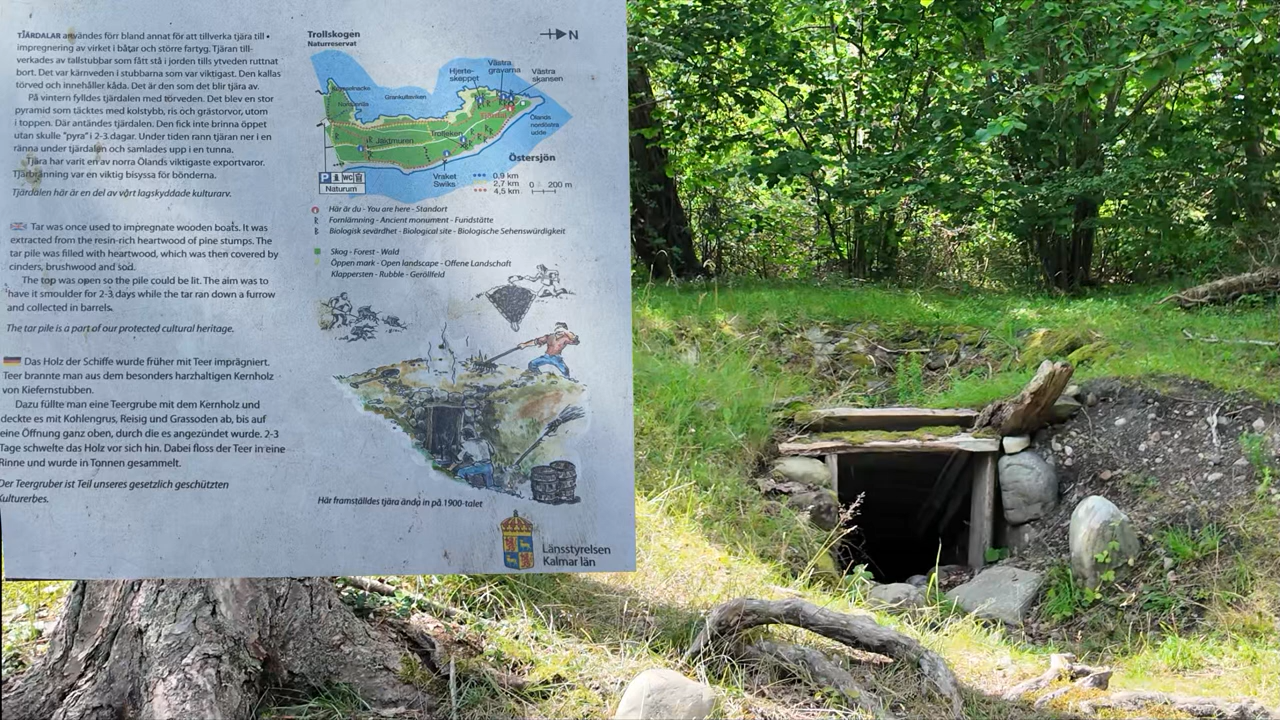 TJÄRDALAR användes förr bland annat för att tillverka tjära till
impregnering av virket i båtar och större fartyg. Tjäran till-
verkades av tallstubbar som fått stå i jorden tills ytveden ruttnat
bort. Det var kärnveden i stubbarna som var viktigast. Den kallas
törved och innehåller kåda. Det är den som det blir tjära av.
På vintern fylldes tjärdalen med törveden. Det blev en stor
pyramid som täcktes med kolstybb, ris och grästorvor, utom
i toppen. Där antändes tjärdalen. Den fick inte brinna öppet
utan skulle "pyra" i 2-3 dagar. Under tiden rann tjäran ner i en
ränna under tjärdalen och samlades upp i en tunna.
Tjära har varit en av norra Ölands viktigaste exportvaror.
Tjärbränning var en viktig bisyssa för bönderna.
Tjärdalen här är en del av vårt lagskyddade kulturarv.
Tar was once used to impregnate wooden boats. It was
extracted from the resin-rich heartwood of pine stumps. The
tar pile was filled with heartwood, which was then covered by
cinders, brushwood and sod.
The top was open so the pile could be lit. The aim was to
have it smoulder for 2-3 days while the tar ran down a furrow
and collected in barrels.
The tar pile is a part of our protected cultural heritage.
Das Holz der Schiffe wurde früher mit Teer imprägniert.
Teer brannte man aus dem besonders harzhaltigen Kernholz
von Kiefernstubben.
Dazu füllte man eine Teergrube mit dem Kernholz und
deckte es mit Kohlengrus, Reisig und Grassoden ab, bis auf
eine Öffnung ganz oben, durch die es angezündet wurde. 2-3
Tage schwelte das Holz vor sich hin. Dabei floss der Teer in eine
Rinne und wurde in Tonnen gesammelt.
Der Teergruber ist Teil unseres gesetzlich geschützten
Kulturerbes.
Trollskogen
Naturreservat
N
Västra
gravarna
Hjerte-
skeppet
Västra
skansen
Grankullaviken
Ölands
nordöstra
udde
Trolleken
Jaktmuren
Östersjön
P WC
Naturum
Vraket
Swiks
0,9 km
2,7 km
4,5 km
0 200 m
Här är du - You are here - Standort
R Fornlämning - Ancient monument - Fundstätte
B Biologisk sevärdhet - Biological site - Biologische Sehenswürdigkeit
Skog - Forest - Wald
Öppen mark - Open landscape - Offene Landschaft
Klappersten - Rubble - Geröllfeld
Här framställdes tjära ända in på 1900-talet
Länsstyrelsen
Kalmar län